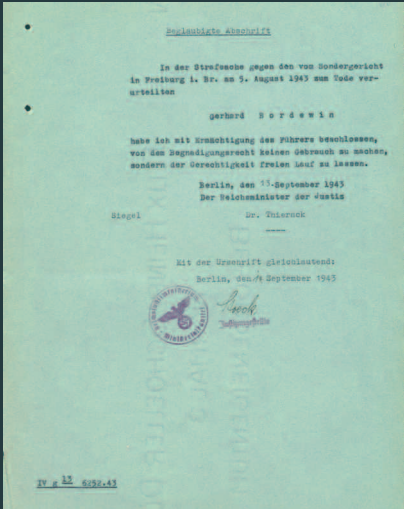 Beglaubigte Abschrift
In der Strafsache gegen den vom Sondergericht
in Freiburg i. Br. am 5. August 1943 zum Tode ver-
urteilten
gerhard Nordewin
habe ich mit Ermächtigung des Führers beschlossen,
von dem Begnadigungsrecht keinen Gebrauch zu machen,
sondern der Gerechtigkeit freien Lauf zu lassen.
Berlin, den September 1943
Der Reichsminister der Justiz
Siegel Dr. Thierack
Mit der Urschrift gleichlautend:
Berlin, den September 1943
IV g 13 6252.43